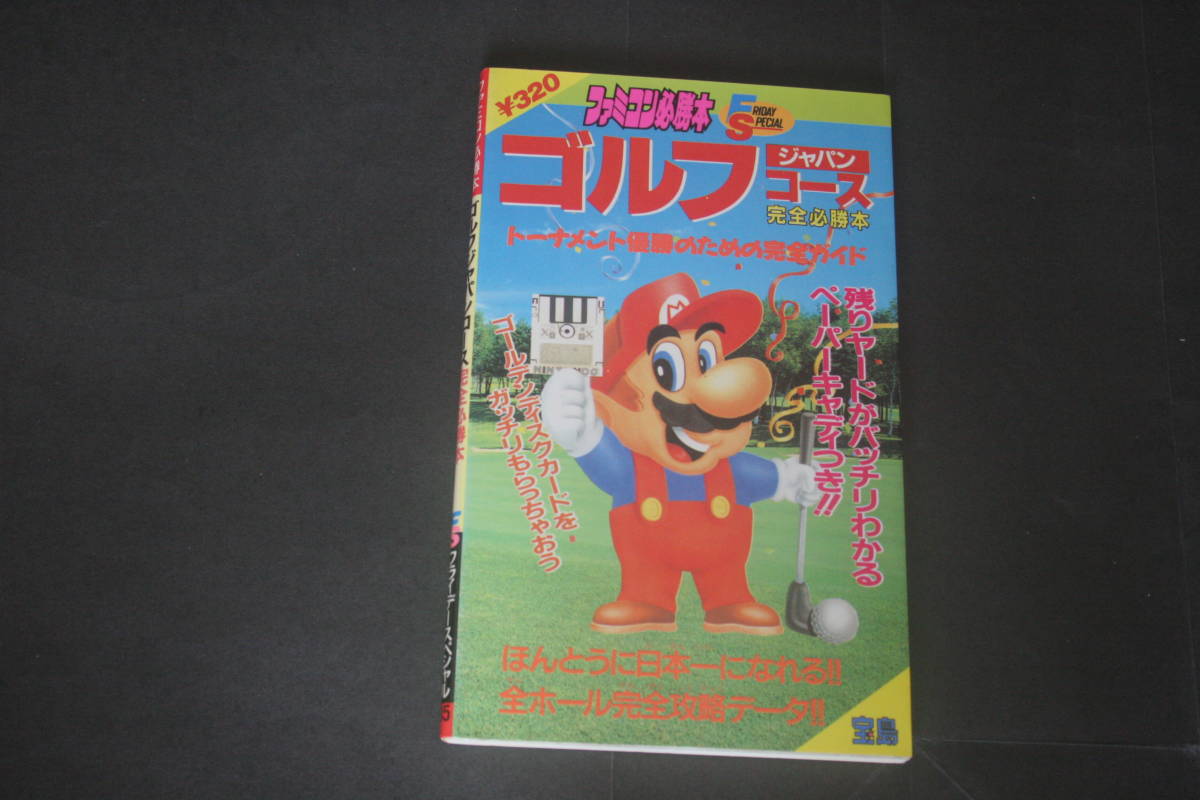 ¥320
ファミコン必勝本
FRIDAY
SPECIAL
ゴルフ
ジャパン
コース
完全必勝本
トーナメント優勝のための完全ガイド
M
NINTENDO
残りヤードがバッチリわかる
ペーパーキャディつき!!
ゴールデンディスクカードを
ガッチリもらっちゃおう
ほんとうに日本一になれる!!
全ホール完全攻略データ!!
宝島
ファミコン必勝本
ゴルフジャパンコース完全必勝本
FS
フライデースペシャル
5